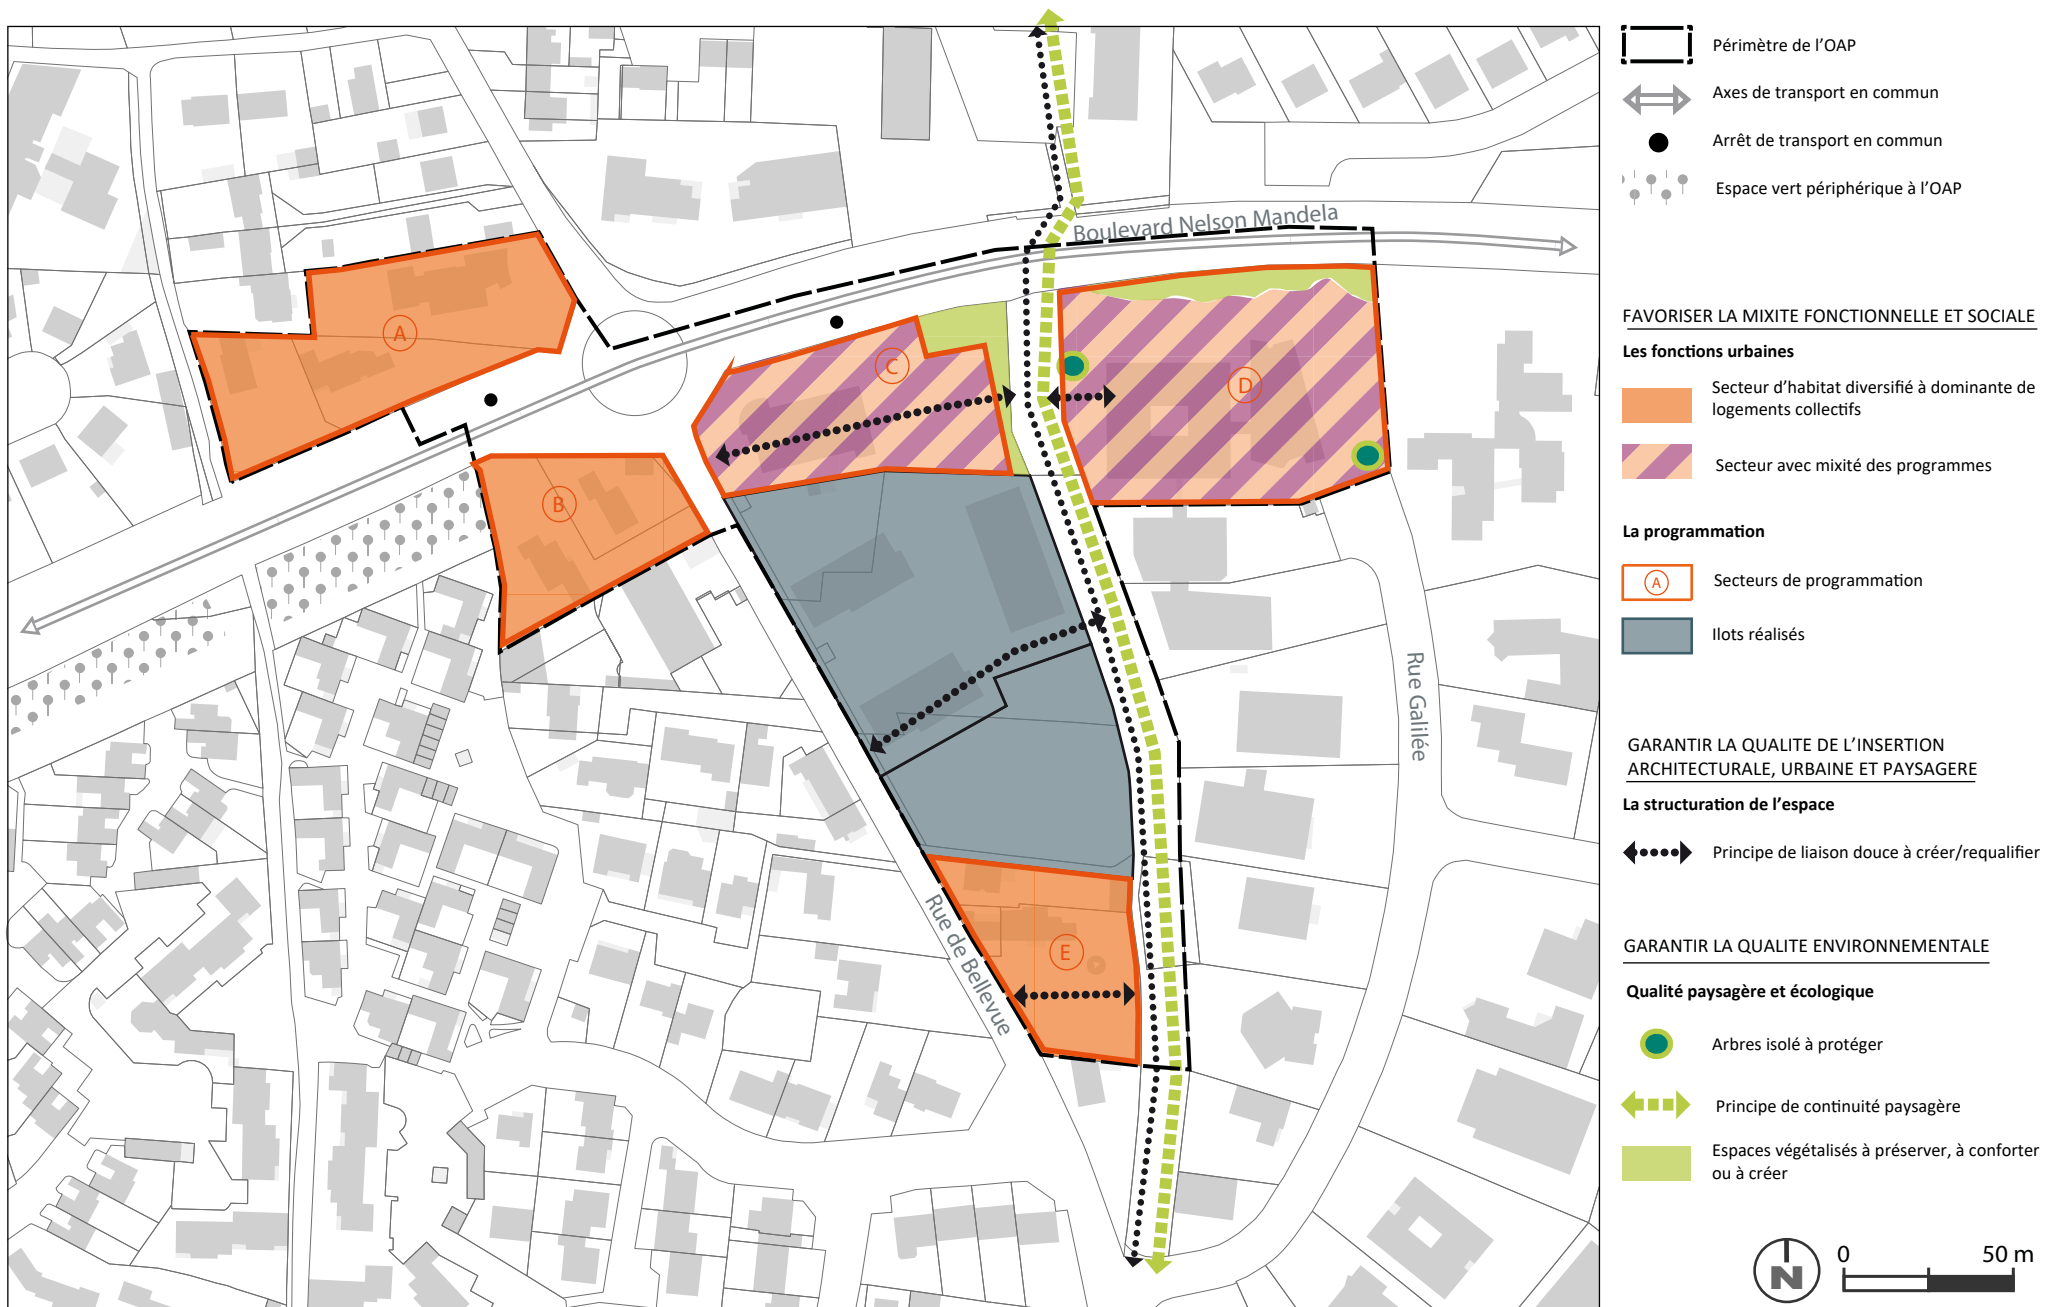 Boulevard Nelson Mandela
A
B
C
D
E
Rue Galilée
Rue de Bellevue
Périmètre de l'OAP
Axes de transport en commun
Arrêt de transport en commun
Espace vert périphérique à l'OAP
FAVORISER LA MIXITE FONCTIONNELLE ET SOCIALE
Les fonctions urbaines
Secteur d'habitat diversifié à dominante de
logements collectifs
Secteur avec mixité des programmes
La programmation
A
Secteurs de programmation
Ilots réalisés
GARANTIR LA QUALITE DE L'INSERTION
ARCHITECTURALE, URBAINE ET PAYSAGERE
La structuration de l'espace
Principe de liaison douce à créer/requalifier
GARANTIR LA QUALITE ENVIRONNEMENTALE
Qualité paysagère et écologique
Arbres isolé à protéger
Principe de continuité paysagère
Espaces végétalisés à préserver, à conforter
ou à créer
N
0 50 m